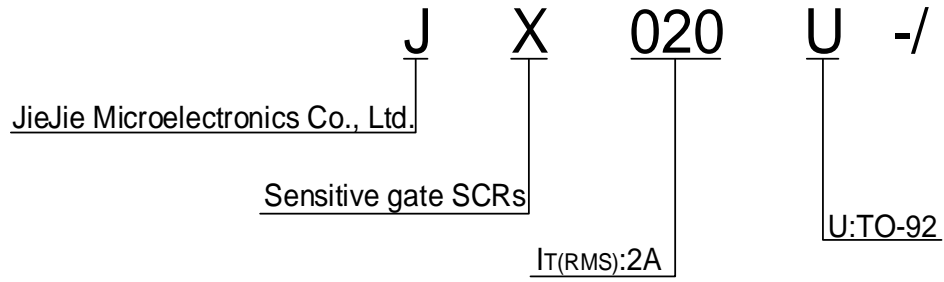 J X 020 U -/
JieJie Microelectronics Co., Ltd.
Sensitive gate SCRs
U:TO-92
IT(RMS):2A